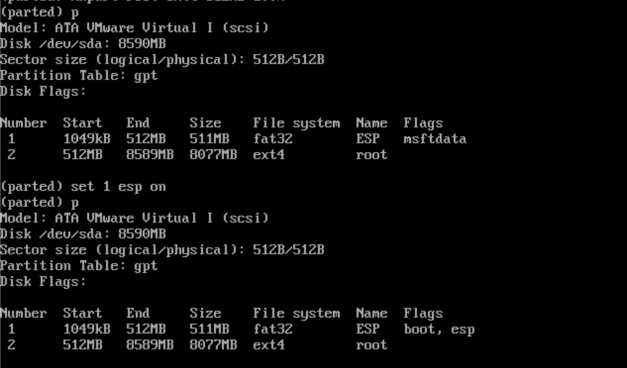 (parted) p
Model: ATA VMware Virtual I (scsi)
Disk /dev/sda: 8590MB
Sector size (logical/physical): 512B/512B
Partition Table: gpt
Disk Flags:
Number Start End Size File system Name Flags
1 1049kB 512MB 511MB fat32 ESP msftdata
2 512MB 8589MB 8077MB ext4 root
(parted) set 1 esp on
(parted) p
Model: ATA VMware Virtual I (scsi)
Disk /dev/sda: 8590MB
Sector size (logical/physical): 512B/512B
Partition Table: gpt
Disk Flags:
Number Start End Size File system Name Flags
1 1049kB 512MB 511MB fat32 ESP boot, esp
2 512MB 8589MB 8077MB ext4 root